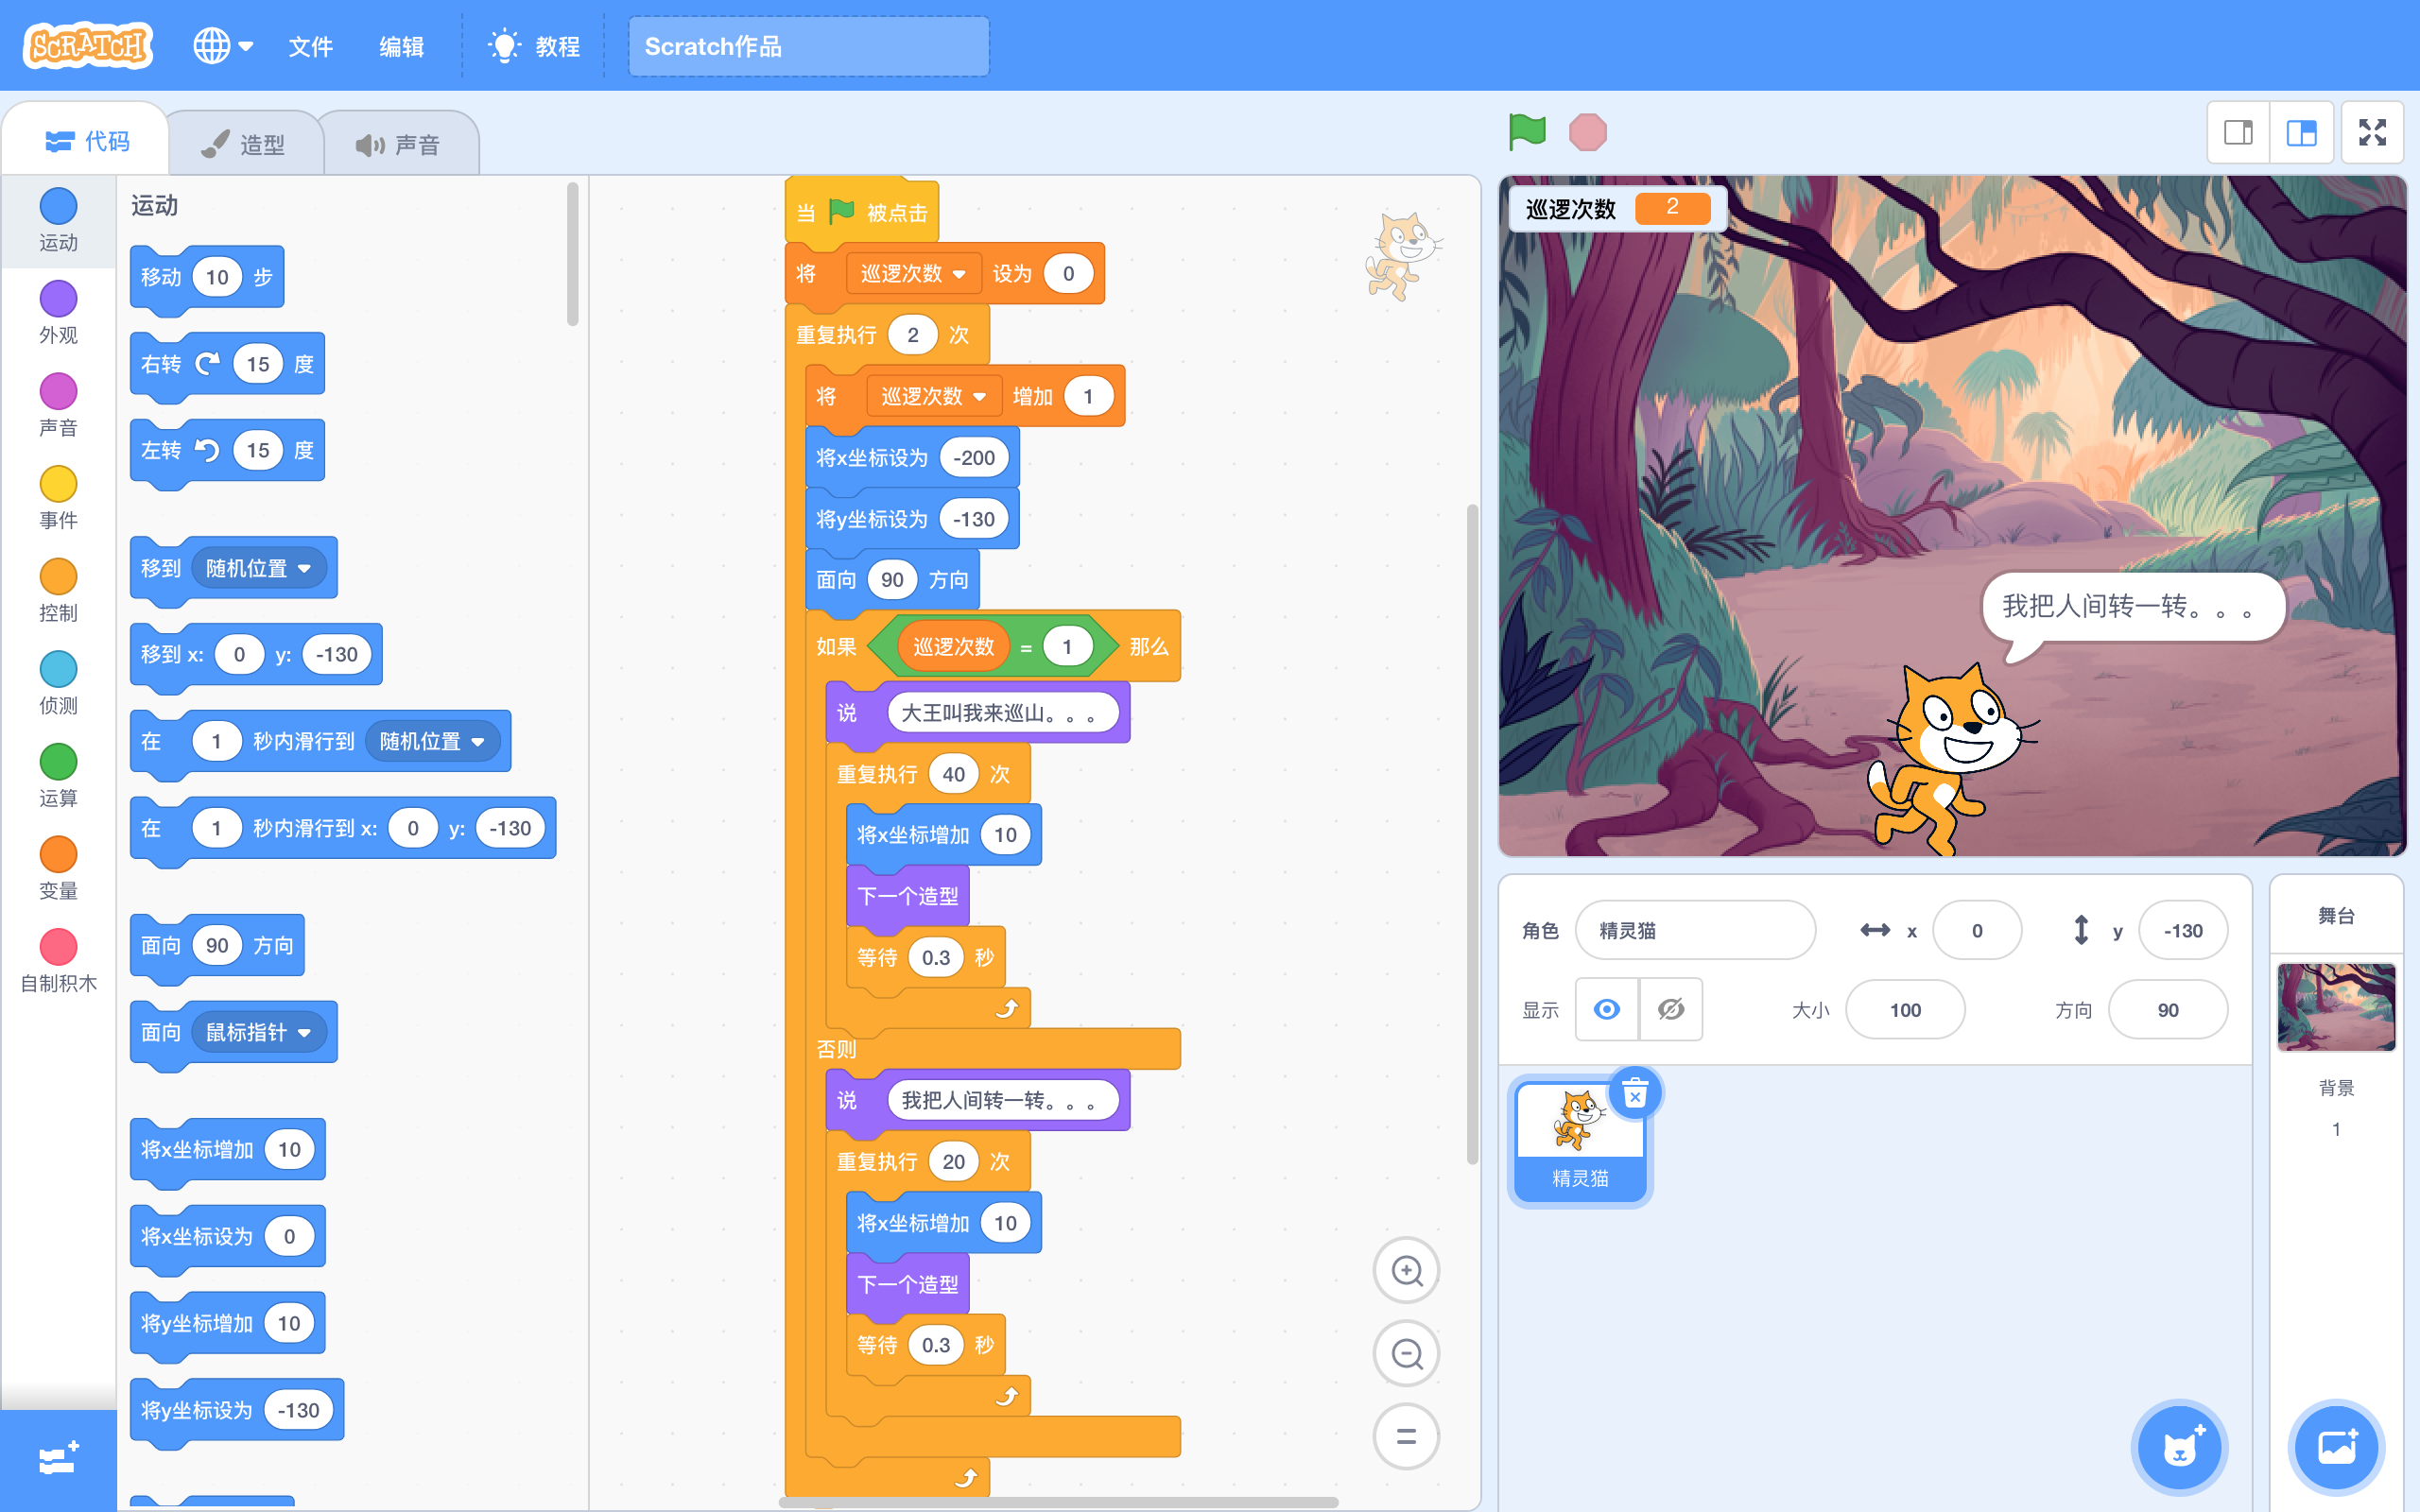 SCRATCH 文件 编辑 教程 Scratch作品
代码 造型 声音
运动
外观
声音
事件
控制
侦测
运算
变量
自制积木
运动
移动 10 步
右转 15 度
左转 15 度
移到 随机位置
移到 x: 0 y: -130
在 1 秒内滑行到 随机位置
在 1 秒内滑行到 x: 0 y: -130
面向 90 方向
面向 鼠标指针
将x坐标增加 10
将x坐标设为 0
将y坐标增加 10
将y坐标设为 -130
当 被点击
将 巡逻次数 设为 0
重复执行 2 次
将 巡逻次数 增加 1
将x坐标设为 -200
将y坐标设为 -130
面向 90 方向
如果 巡逻次数 = 1 那么
说 大王叫我来巡山。。。
重复执行 40 次
将x坐标增加 10
下一个造型
等待 0.3 秒
否则
说 我把人间转一转。。。
重复执行 20 次
将x坐标增加 10
下一个造型
等待 0.3 秒
巡逻次数 2
我把人间转一转。。。
角色 精灵猫 x 0 y -130
显示 大小 100 方向 90
精灵猫
舞台
背景
1